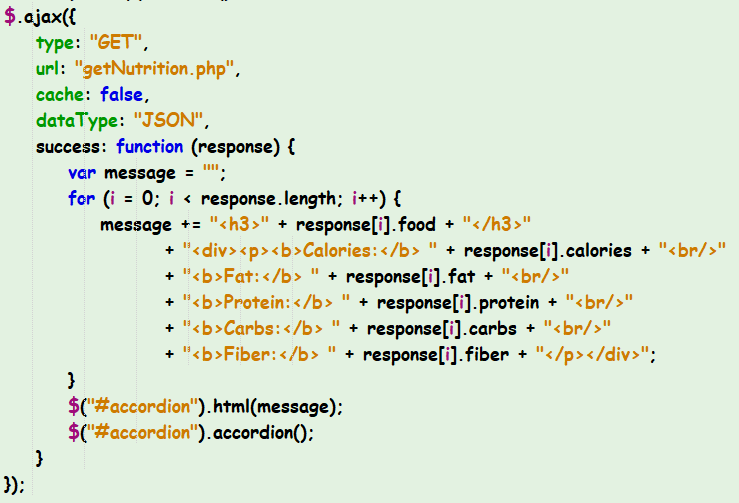 $.ajax({
    type: "GET",
    url: "getNutrition.php",
    cache: false,
    dataType: "JSON",
    success: function (response) {
        var message = "";
        for (i = 0; i < response.length; i++) {
            message += "<h3>" + response[i].food + "</h3>"
                    + "<div><p><b>Calories:</b> " + response[i].calories + "<br/>"
                    + "<b>Fat:</b> " + response[i].fat + "<br/>"
                    + "<b>Protein:</b> " + response[i].protein + "<br/>"
                    + "<b>Carbs:</b> " + response[i].carbs + "<br/>"
                    + "<b>Fiber:</b> " + response[i].fiber + "</p></div>";
        }
        $("#accordion").html(message);
        $("#accordion").accordion();
    }
});